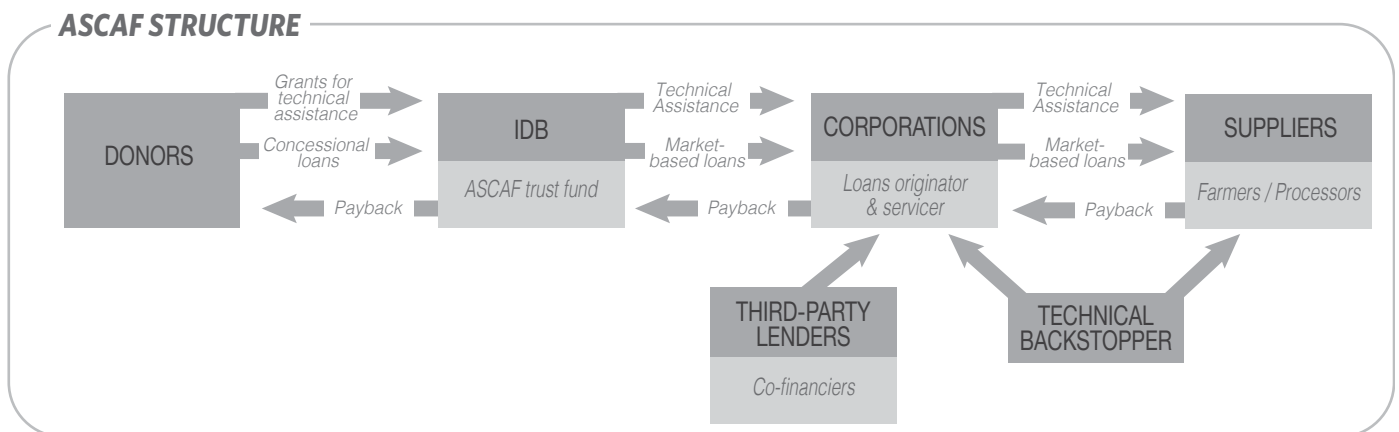 ASCAF STRUCTURE
DONORS
Grants for
technical
assistance
Concessional
loans
Payback
IDB
ASCAF trust fund
Technical
Assistance
Market-
based loans
Payback
CORPORATIONS
Loans originator
& servicer
Technical
Assistance
Market-
based loans
Payback
SUPPLIERS
Farmers / Processors
THIRD-PARTY
LENDERS
Co-financiers
TECHNICAL
BACKSTOPPER